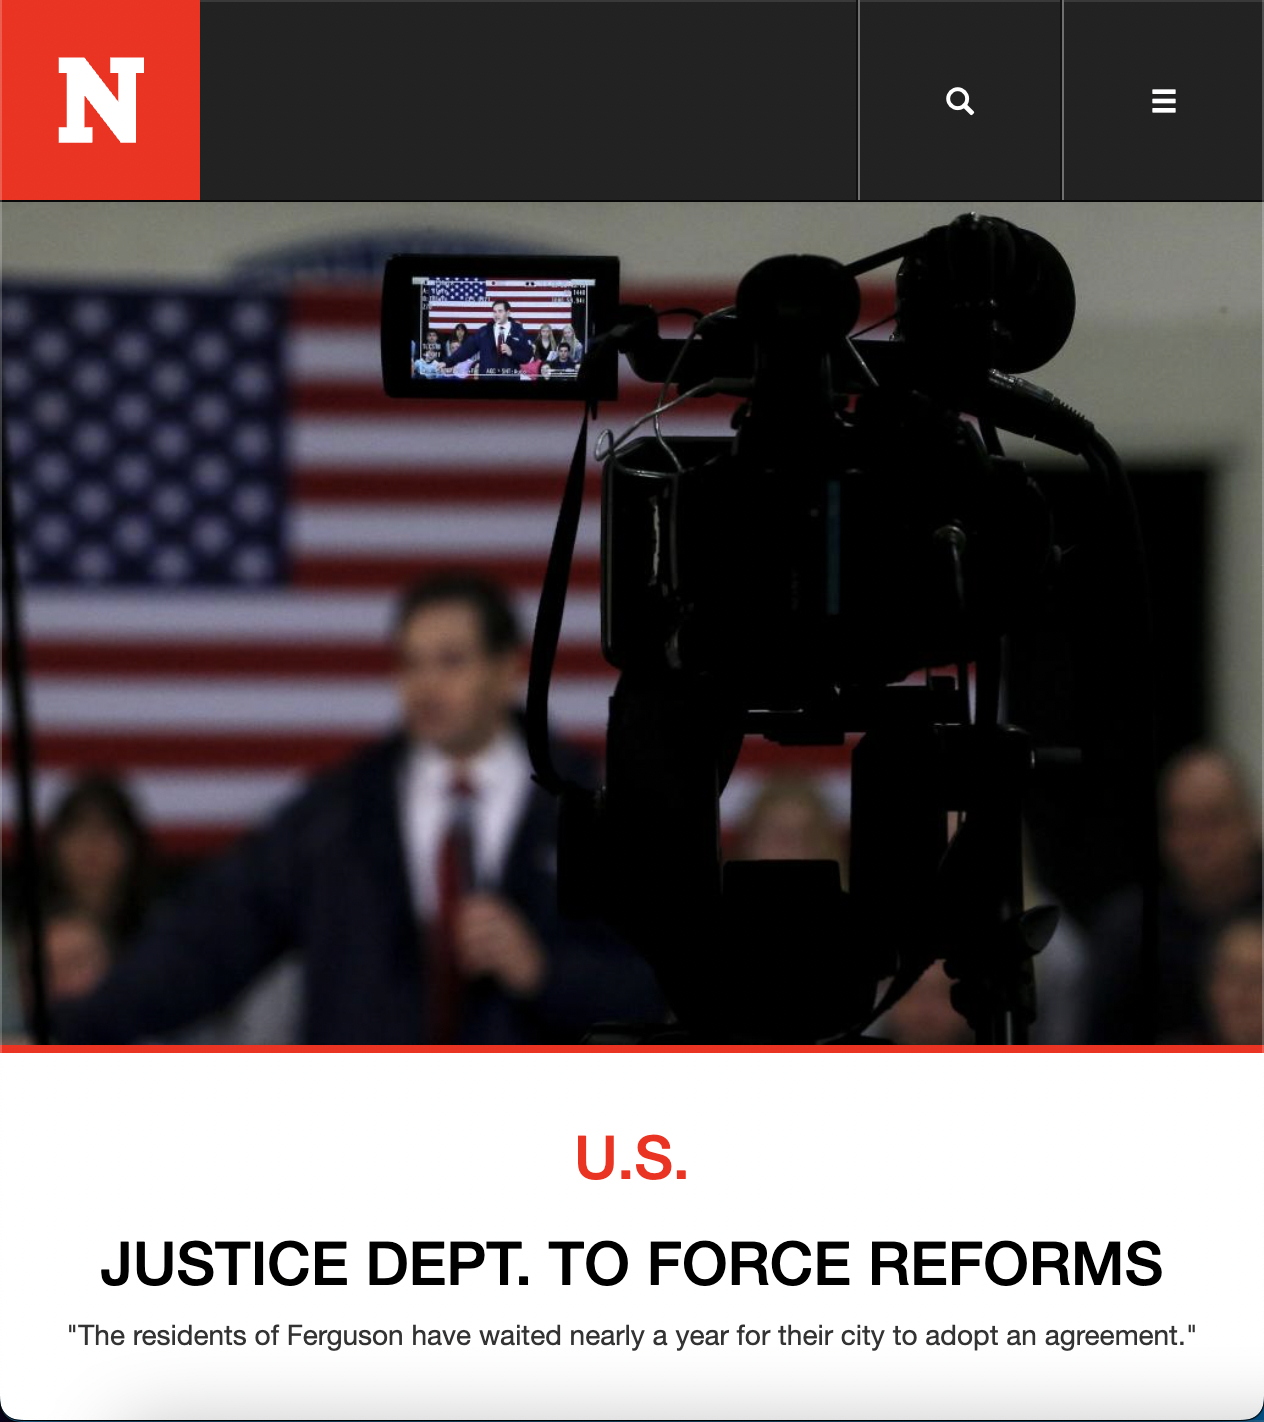 N
U.S.
JUSTICE DEPT. TO FORCE REFORMS
"The residents of Ferguson have waited nearly a year for their city to adopt an agreement."